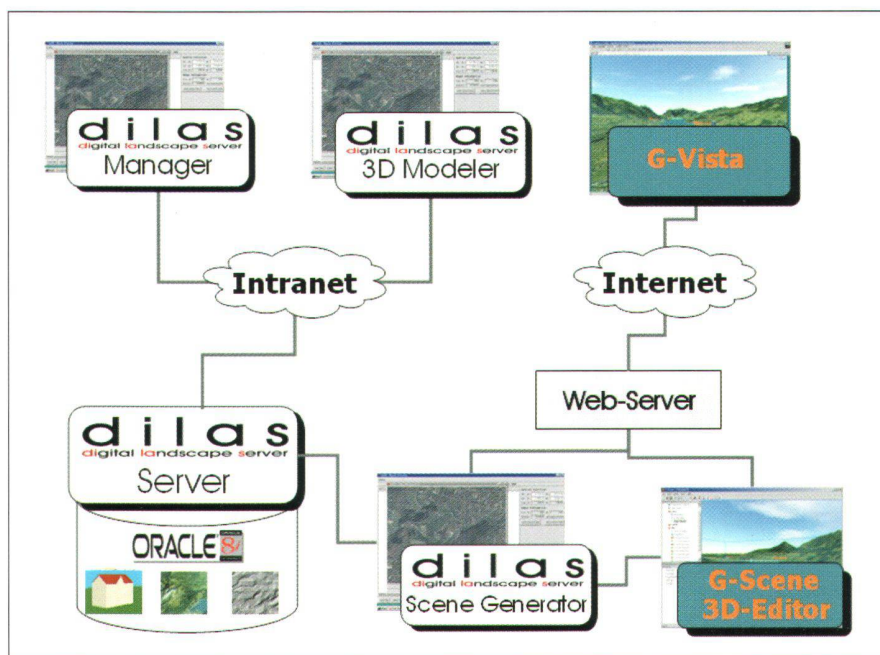 dilas
digital landscape server
Manager
dilas
digital landscape server
3D Modeler
G-Vista
Intranet
Internet
Web-Server
dilas
digital landscape server
Server
ORACLE 8i
dilas
digital landscape server
Scene Generator
G-Scene
3D-Editor